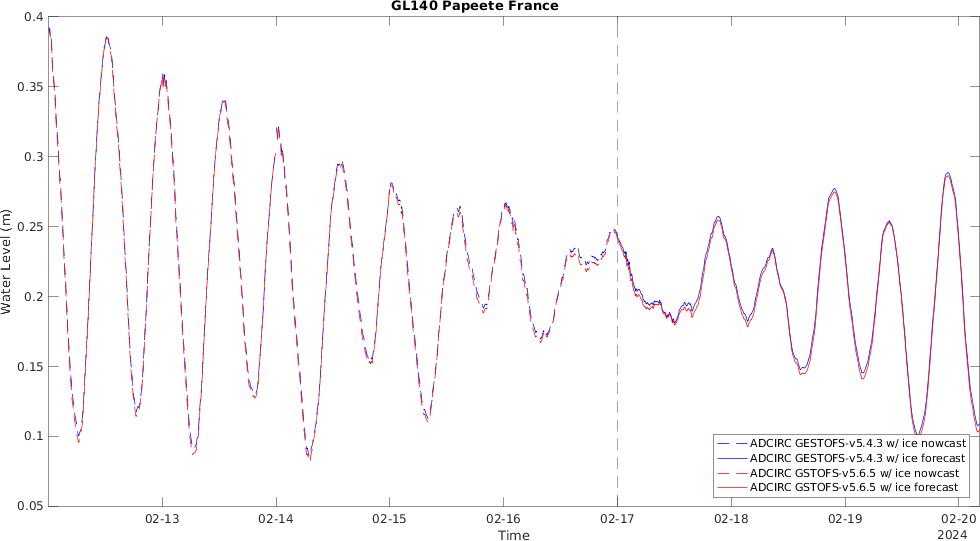 GL140 Papeete France
0.4
0.35
0.3
0.25
0.2
0.15
0.1
0.05
Water Level (m)
02-13 02-14 02-15 02-16 02-17 02-18 02-19 02-20
2024
Time
ADCIRC GESTOFS-v5.4.3 w/ ice nowcast
ADCIRC GESTOFS-v5.4.3 w/ ice forecast
ADCIRC GSTOFS-v5.6.5 w/ ice nowcast
ADCIRC GSTOFS-v5.6.5 w/ ice forecast